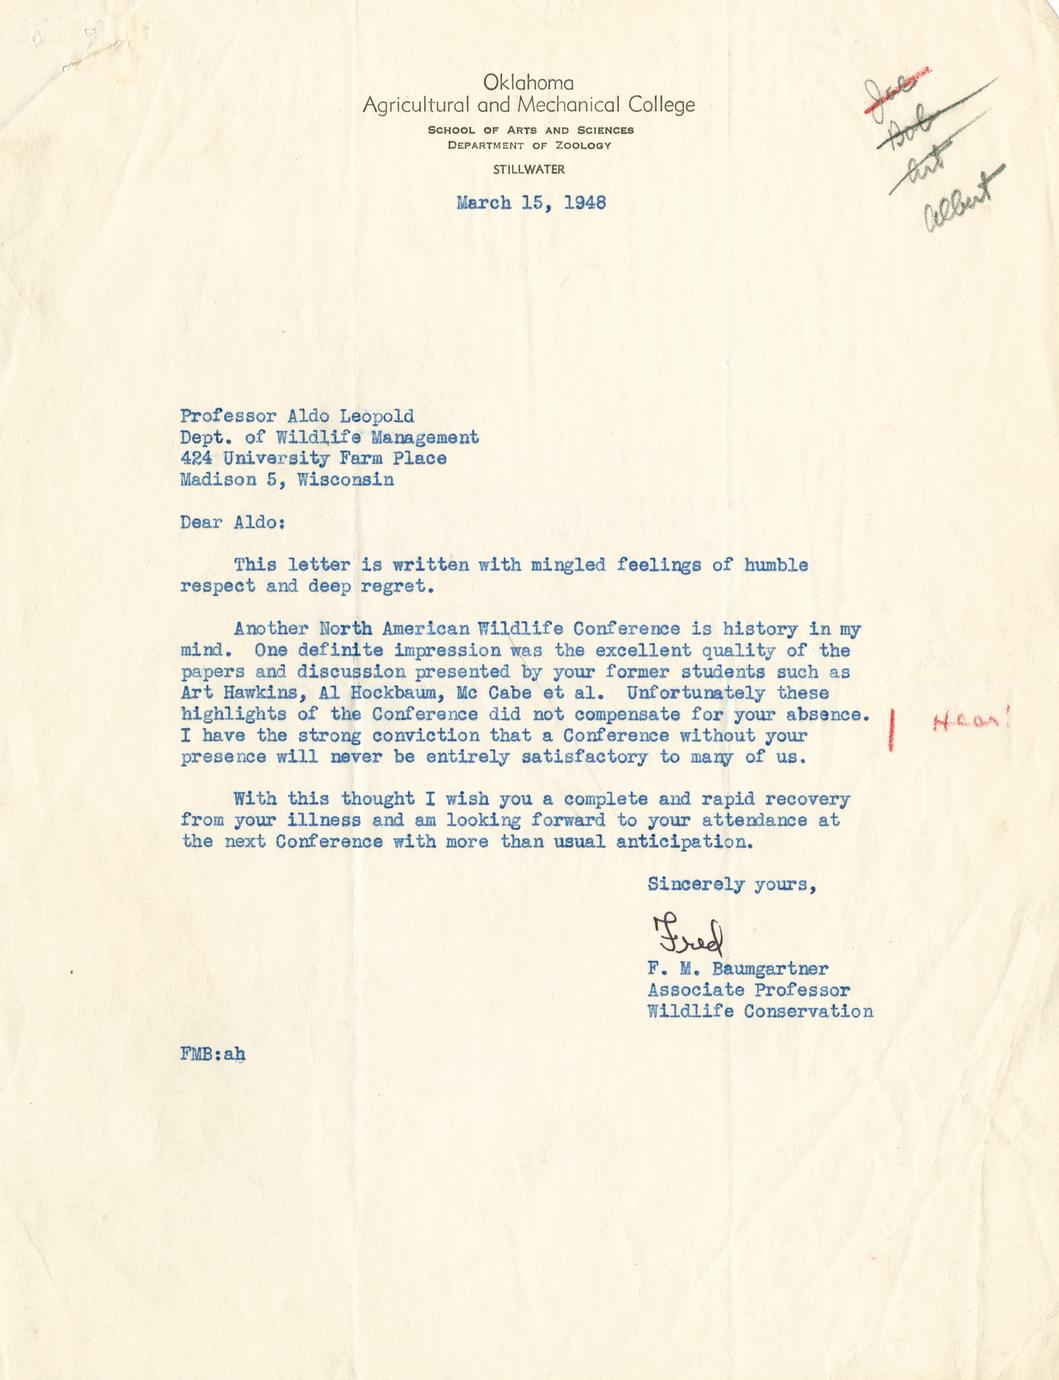 Oklahoma
Agricultural and Mechanical College
SCHOOL OF ARTS AND SCIENCES
DEPARTMENT OF ZOOLOGY
STILLWATER
March 15, 1948
Joe
Bob
Art
Albert
Professor Aldo Leopold
Dept. of Wildlife Management
424 University Farm Place
Madison 5, Wisconsin
Dear Aldo:
This letter is written with mingled feelings of humble
respect and deep regret.
Another North American Wildlife Conference is history in my
mind. One definite impression was the excellent quality of the
papers and discussion presented by your former students such as
Art Hawkins, Al Hockbaum, Mc Cabe et al. Unfortunately these
highlights of the Conference did not compensate for your absence.
I have the strong conviction that a Conference without your
presence will never be entirely satisfactory to many of us.
Hear!
With this thought I wish you a complete and rapid recovery
from your illness and am looking forward to your attendance at
the next Conference with more than usual anticipation.
Sincerely yours,
Fred
F. M. Baumgartner
Associate Professor
Wildlife Conservation
FMB:ah